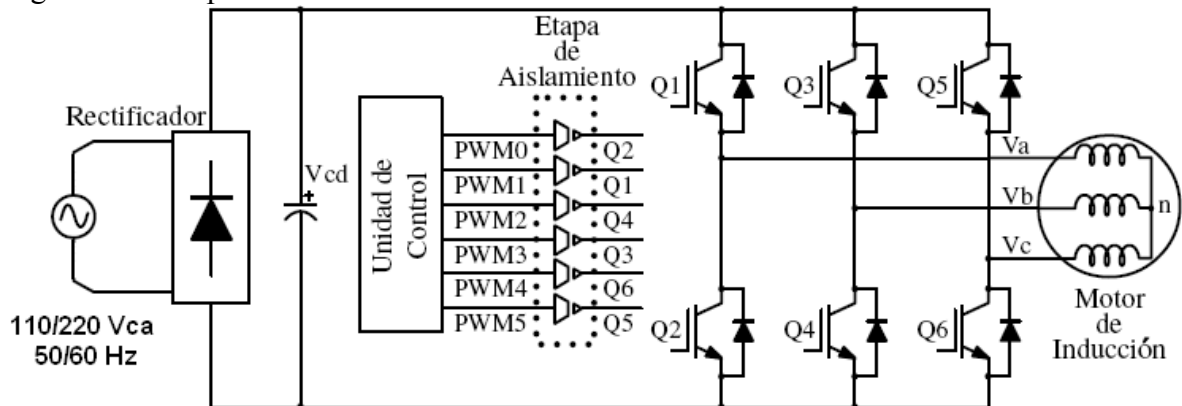 Etapa
de
Aislamiento
Rectificador
Vcd
110/220 Vca
50/60 Hz
Unidad de
Control
PWM0
PWM1
PWM2
PWM3
PWM4
PWM5
Q2
Q1
Q4
Q3
Q6
Q5
Q1
Q3
Q5
Q2
Q4
Q6
Va
Vb
Vc
n
Motor
de
Inducción